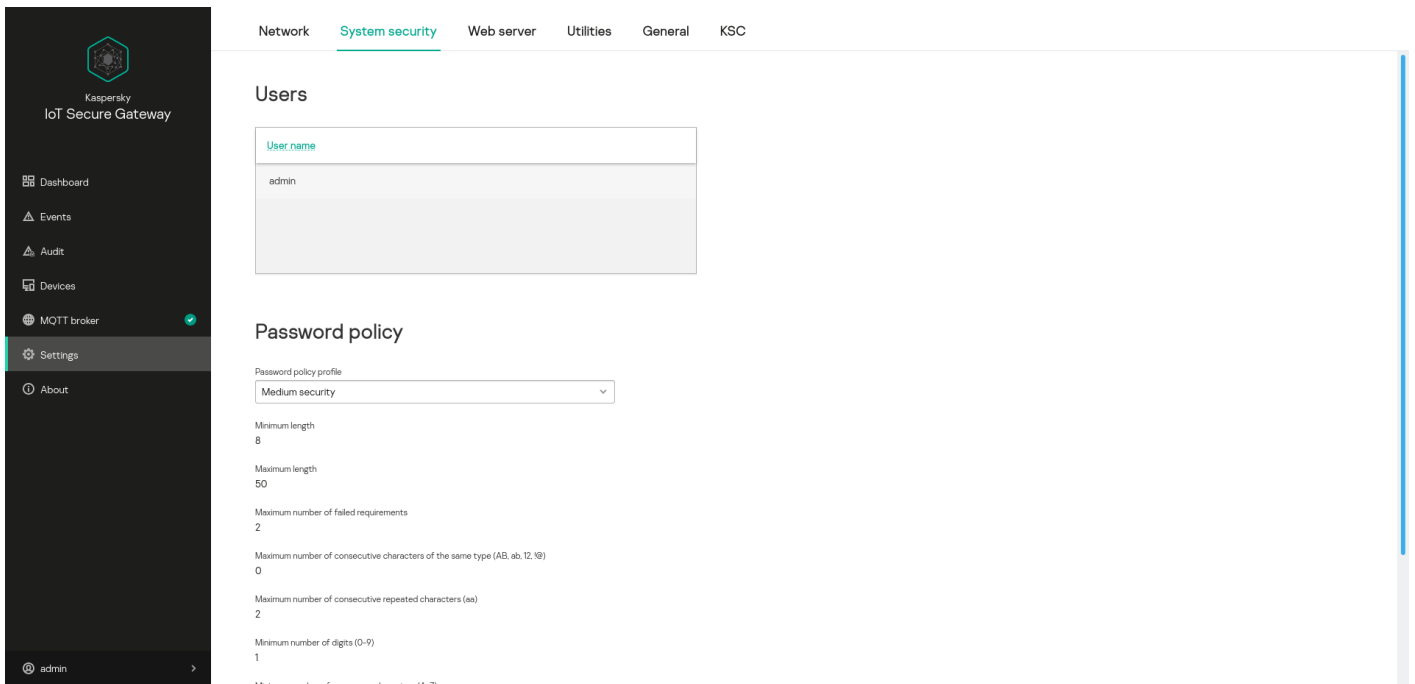 Network System security Web server Utilities General KSC
Kaspersky
IoT Secure Gateway
Dashboard
Events
Audit
Devices
MQTT broker
Settings
About
admin
Users
User name
admin
Password policy
Password policy profile
Medium security
Minimum length
8
Maximum length
50
Maximum number of failed requirements
2
Maximum number of consecutive characters of the same type (AB, ab, 12, !@)
0
Maximum number of consecutive repeated characters (aa)
2
Minimum number of digits (0-9)
1